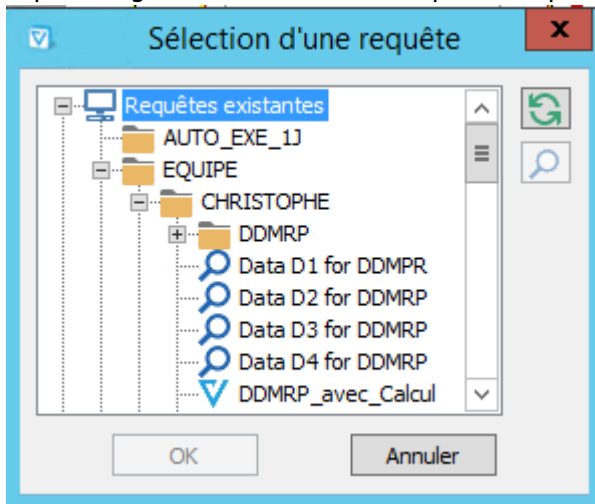 Sélection d'une requête
Requêtes existantes
AUTO_EXE_1J
EQUIPE
CHRISTOPHE
DDMRP
Data D1 for DDMPR
Data D2 for DDMRP
Data D3 for DDMRP
Data D4 for DDMRP
DDMRP_avec_Calcul
OK
Annuler